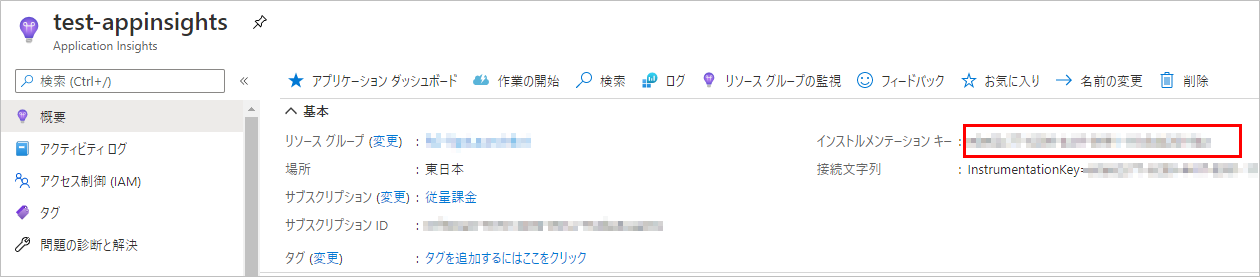 test-appinsights
Application Insights
検索 (Ctrl+/)
概要
アクティビティ ログ
アクセス制御 (IAM)
タグ
問題の診断と解決
アプリケーション ダッシュボード 作業の開始 検索 ログ リソース グループの監視 フィードバック お気に入り 名前の変更 削除
基本
リソース グループ (変更) :
場所 : 東日本
サブスクリプション (変更) : 従量課金
サブスクリプション ID :
タグ (変更) : タグを追加するにはここをクリック
インストルメンテーション キー :
接続文字列 : InstrumentationKey=